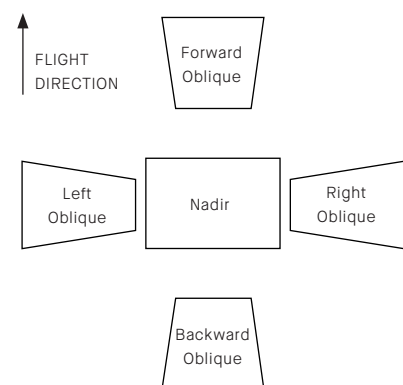 Forward
Oblique
FLIGHT
DIRECTION
Left
Oblique
Nadir
Right
Oblique
Backward
Oblique